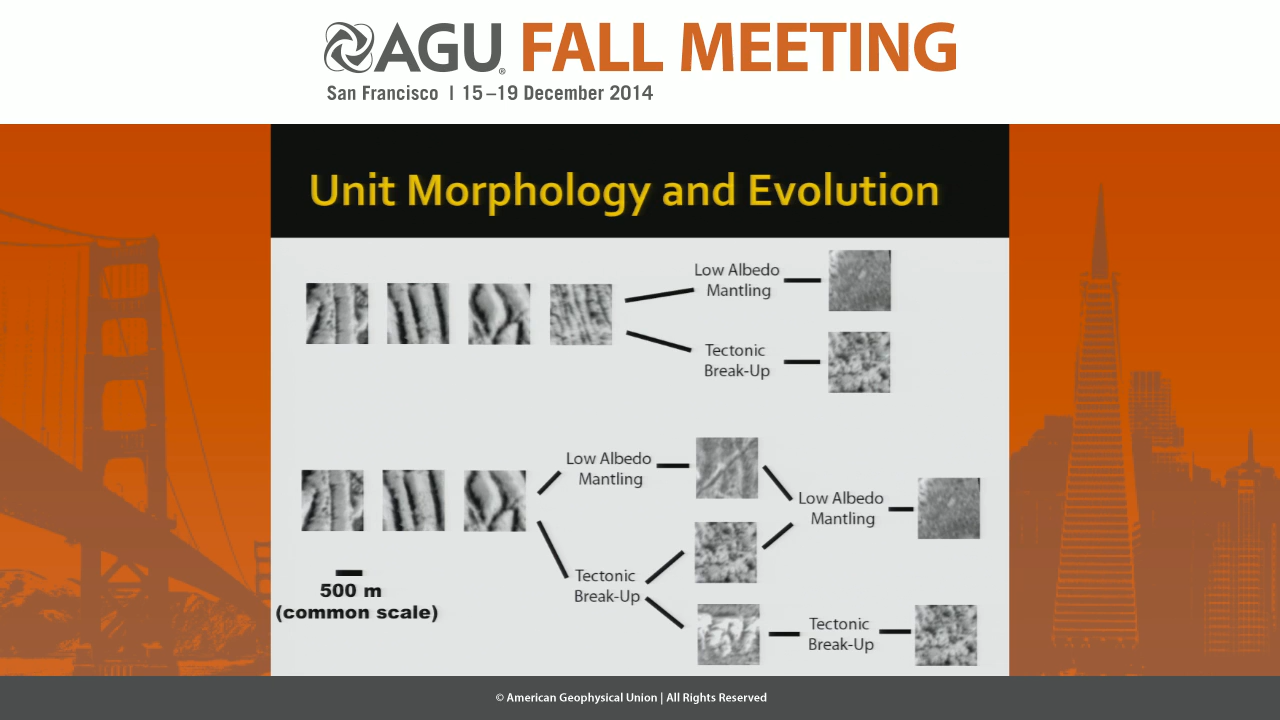 AGU® FALL MEETING
San Francisco | 15–19 December 2014
Unit Morphology and Evolution
Low Albedo
Mantling
Tectonic
Break-Up
Low Albedo
Mantling
Low Albedo
Mantling
Tectonic
Break-Up
Tectonic
Break-Up
500 m
(common scale)
© American Geophysical Union | All Rights Reserved